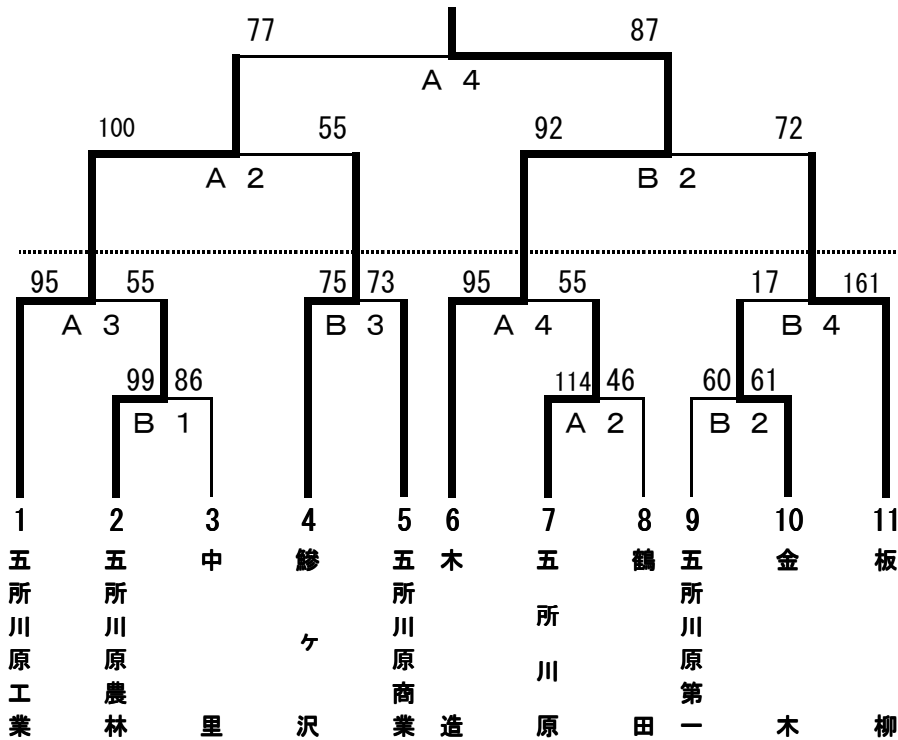 77 87
A 4
100 55 92 72
A 2 B 2
95 55 75 73 95 55 17 161
A 3 B 3 A 4 B 4
99 86 114 46 60 61
B 1 A 2 B 2
1 2 3 4 5 6 7 8 9 10 11
五所川原工業
五所川原農林
中里
鰺ヶ沢
五所川原商業
木造
五所川原
鶴田
五所川原第一
金木
板柳